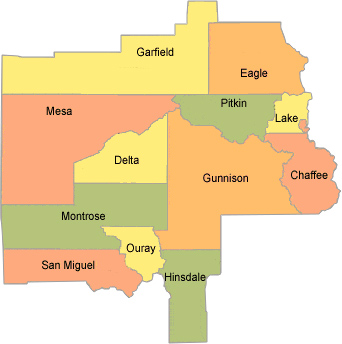 Garfield
Eagle
Mesa
Pitkin
Lake
Delta
Gunnison
Chaffee
Montrose
Ouray
San Miguel
Hinsdale